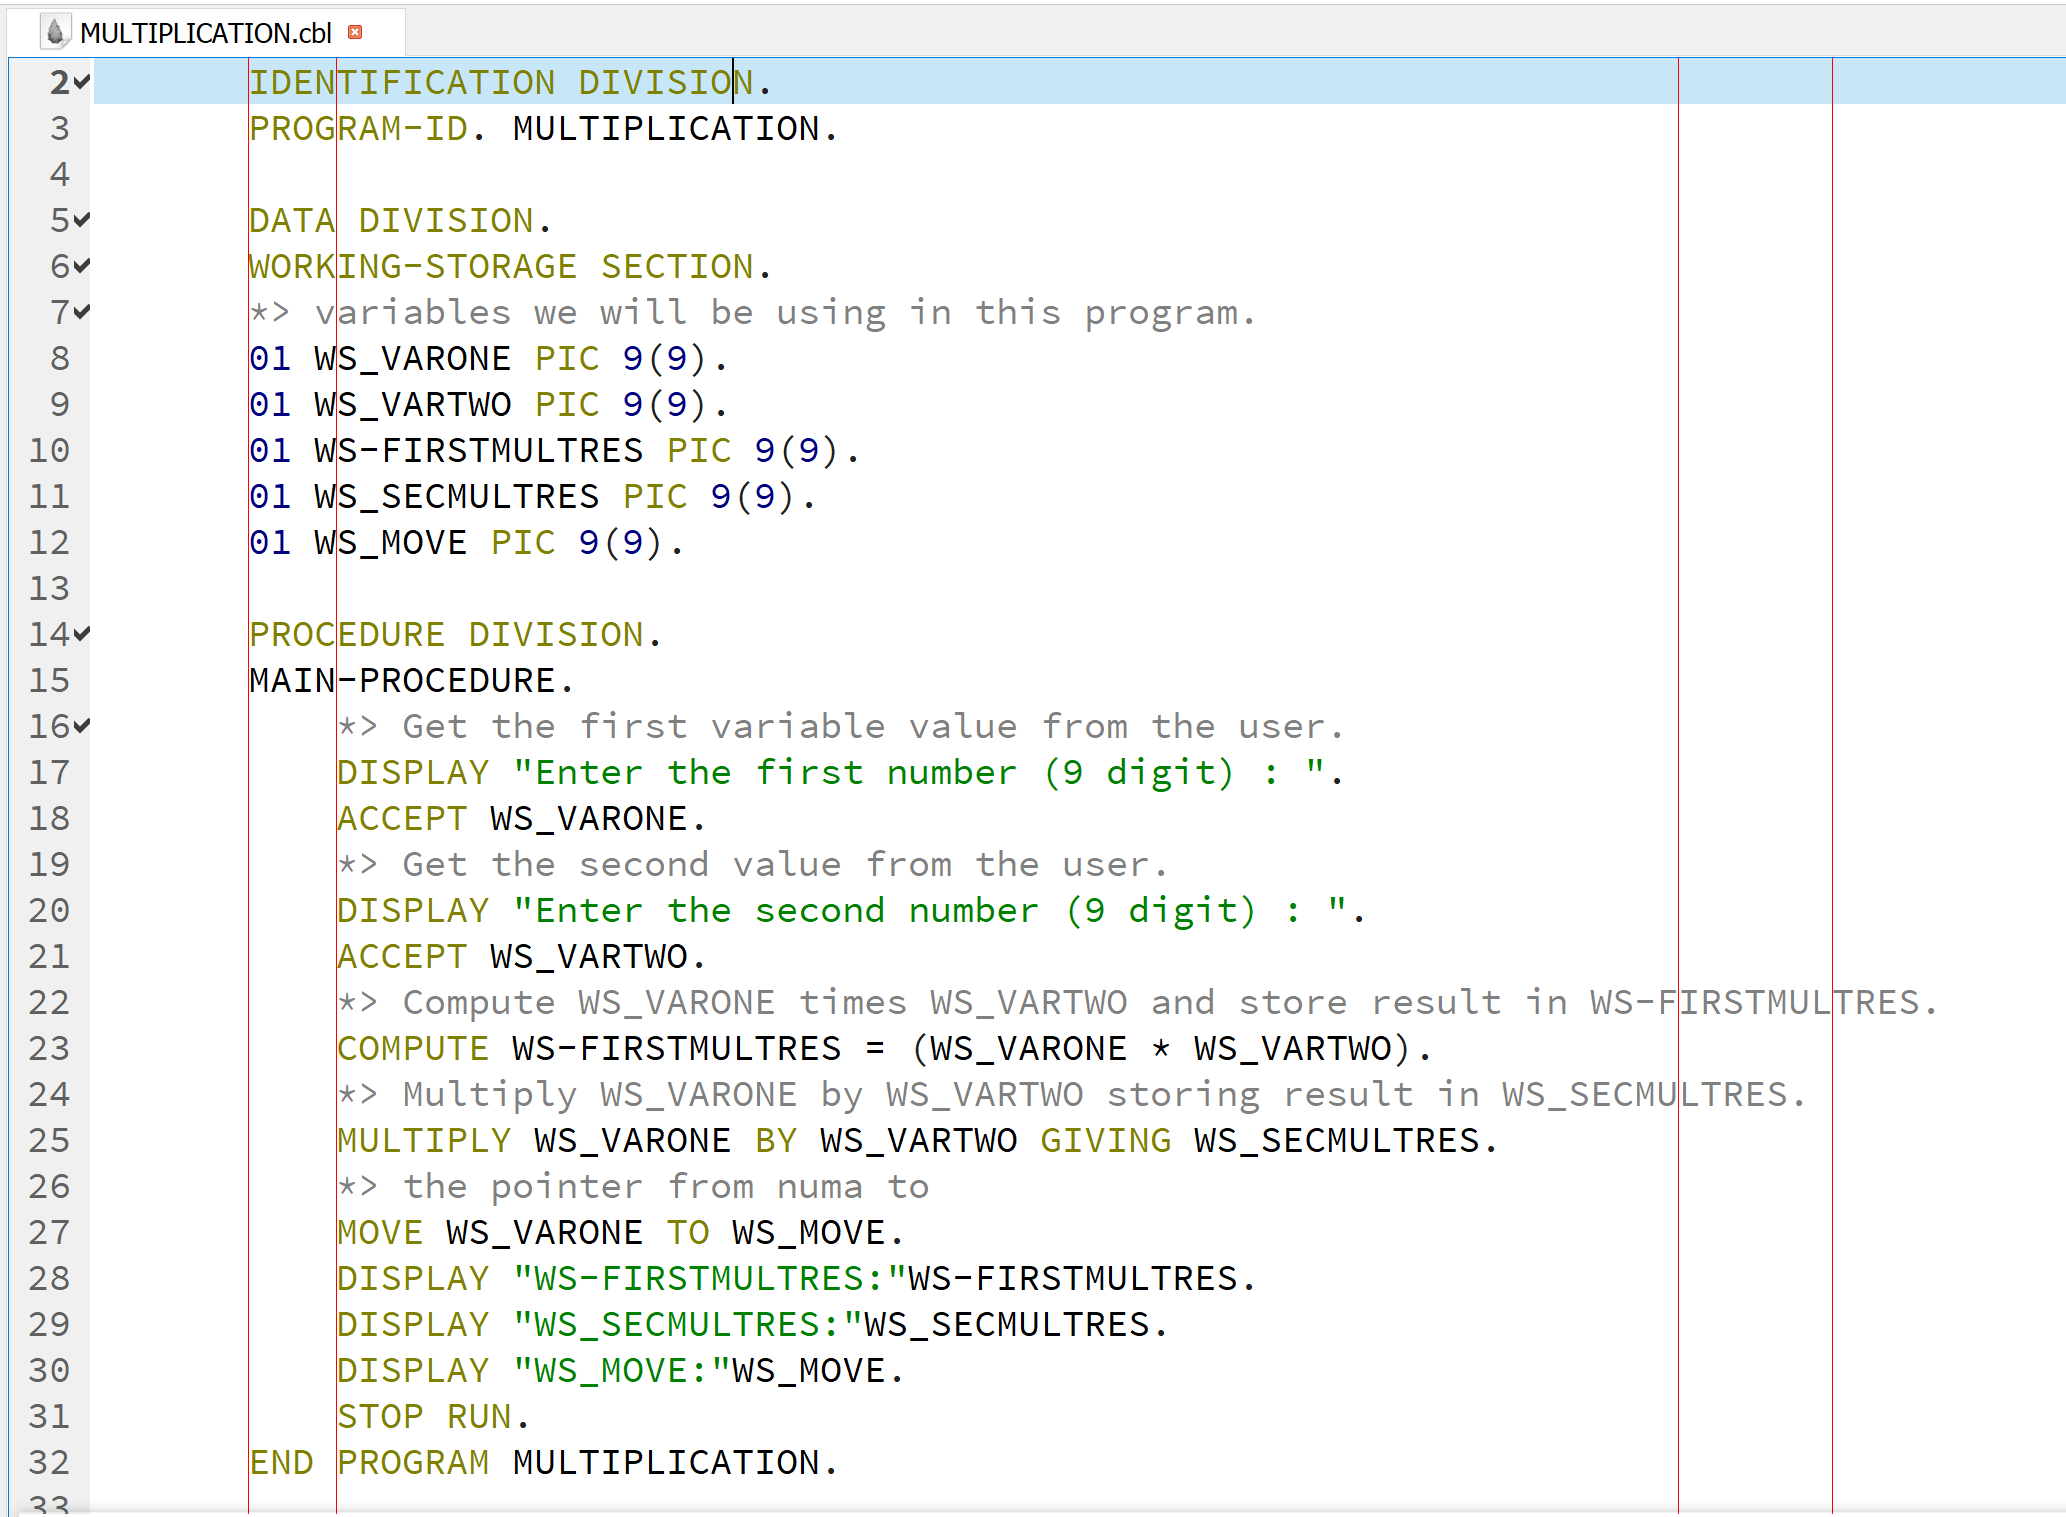 MULTIPLICATION.cbl
2 IDENTIFICATION DIVISION.
3 PROGRAM-ID. MULTIPLICATION.
4
5 DATA DIVISION.
6 WORKING-STORAGE SECTION.
7 *> variables we will be using in this program.
8 01 WS_VARONE PIC 9(9).
9 01 WS_VARTWO PIC 9(9).
10 01 WS-FIRSTMULTRES PIC 9(9).
11 01 WS_SECMULTRES PIC 9(9).
12 01 WS_MOVE PIC 9(9).
13
14 PROCEDURE DIVISION.
15 MAIN-PROCEDURE.
16 *> Get the first variable value from the user.
17 DISPLAY "Enter the first number (9 digit) : ".
18 ACCEPT WS_VARONE.
19 *> Get the second value from the user.
20 DISPLAY "Enter the second number (9 digit) : ".
21 ACCEPT WS_VARTWO.
22 *> Compute WS_VARONE times WS_VARTWO and store result in WS-FIRSTMULTRES.
23 COMPUTE WS-FIRSTMULTRES = (WS_VARONE * WS_VARTWO).
24 *> Multiply WS_VARONE by WS_VARTWO storing result in WS_SECMULTRES.
25 MULTIPLY WS_VARONE BY WS_VARTWO GIVING WS_SECMULTRES.
26 *> the pointer from numa to
27 MOVE WS_VARONE TO WS_MOVE.
28 DISPLAY "WS-FIRSTMULTRES:"WS-FIRSTMULTRES.
29 DISPLAY "WS_SECMULTRES:"WS_SECMULTRES.
30 DISPLAY "WS_MOVE:"WS_MOVE.
31 STOP RUN.
32 END PROGRAM MULTIPLICATION.
33